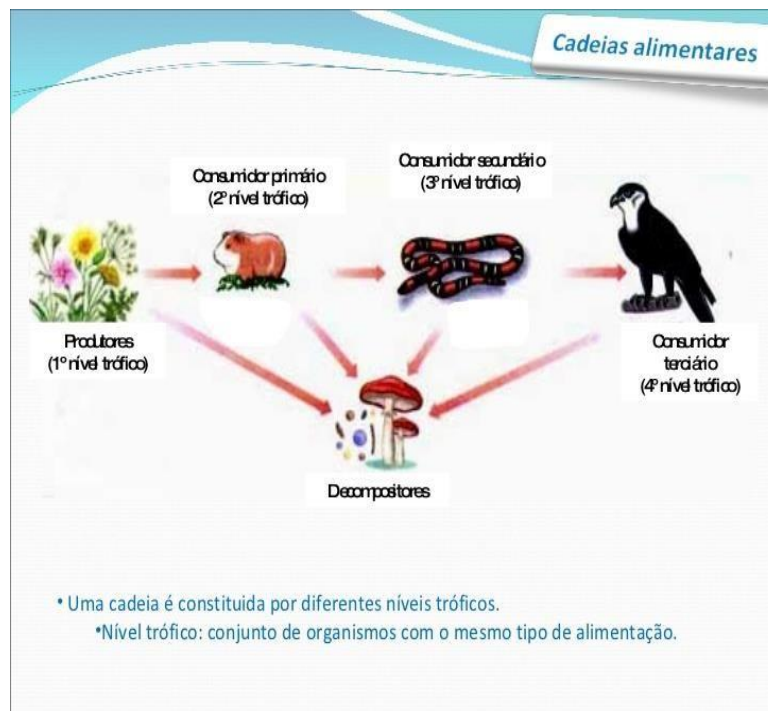 Cadeias alimentares
Consumidor primário
(2º nível trófico)
Consumidor secundário
(3º nível trófico)
Produtores
(1º nível trófico)
Consumidor
terciário
(4º nível trófico)
Decompositores
• Uma cadeia é constituida por diferentes níveis tróficos.
•Nível trófico: conjunto de organismos com o mesmo tipo de alimentação.